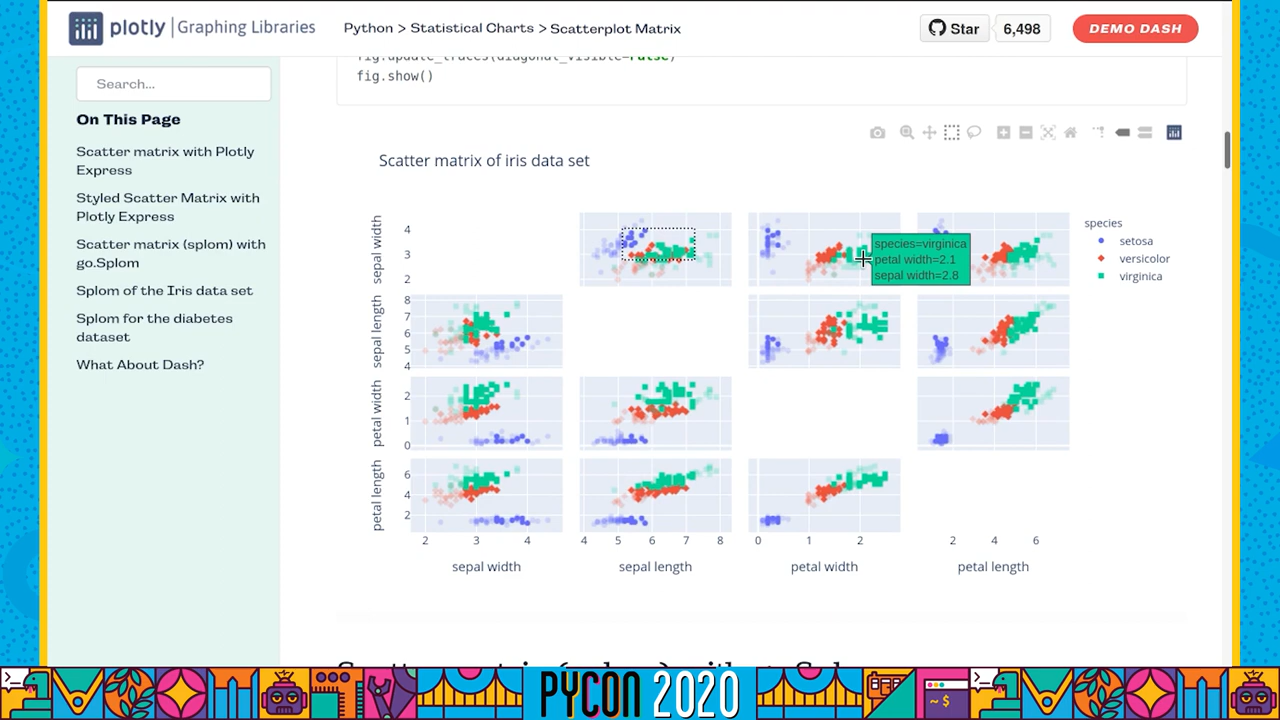 plotly | Graphing Libraries
Python > Statistical Charts > Scatterplot Matrix
Star
6,498
DEMO DASH
Search...
On This Page
Scatter matrix with Plotly
Express
Styled Scatter Matrix with
Plotly Express
Scatter matrix (splom) with
go.Splom
Splom of the Iris data set
Splom for the diabetes
dataset
What About Dash?
fig.update_traces(diagonal_visible=False)
fig.show()
Scatter matrix of iris data set
sepal width
4
3
2
species=virginica
petal width=2.1
sepal width=2.8
species
setosa
versicolor
virginica
sepal length
8
7
6
5
4
petal width
2
1
0
petal length
6
4
2
2 3 4
4 5 6 7 8
0 1 2
2 4 6
sepal width
sepal length
petal width
petal length
PYCON 2020
~$